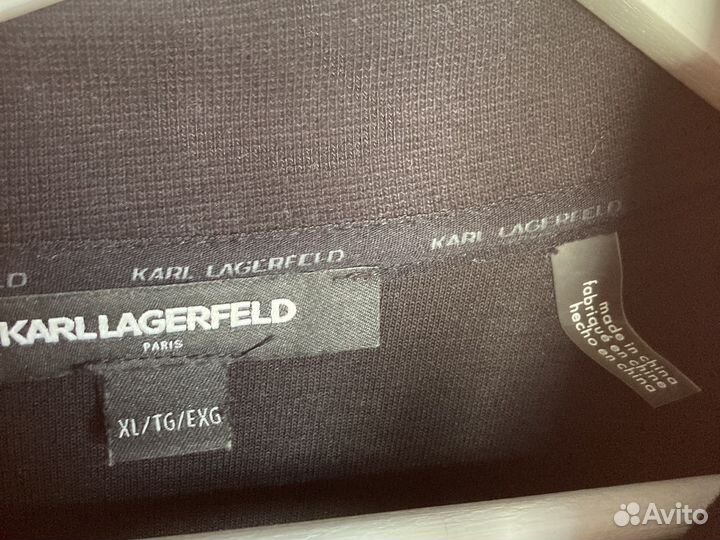 LD
KARL LAGERFELD
KARL LAGERFELD
KARL LAGERFELD
PARIS
XL/TG/EXG
made in china
fabriqué en chine
hecho en china
Avito